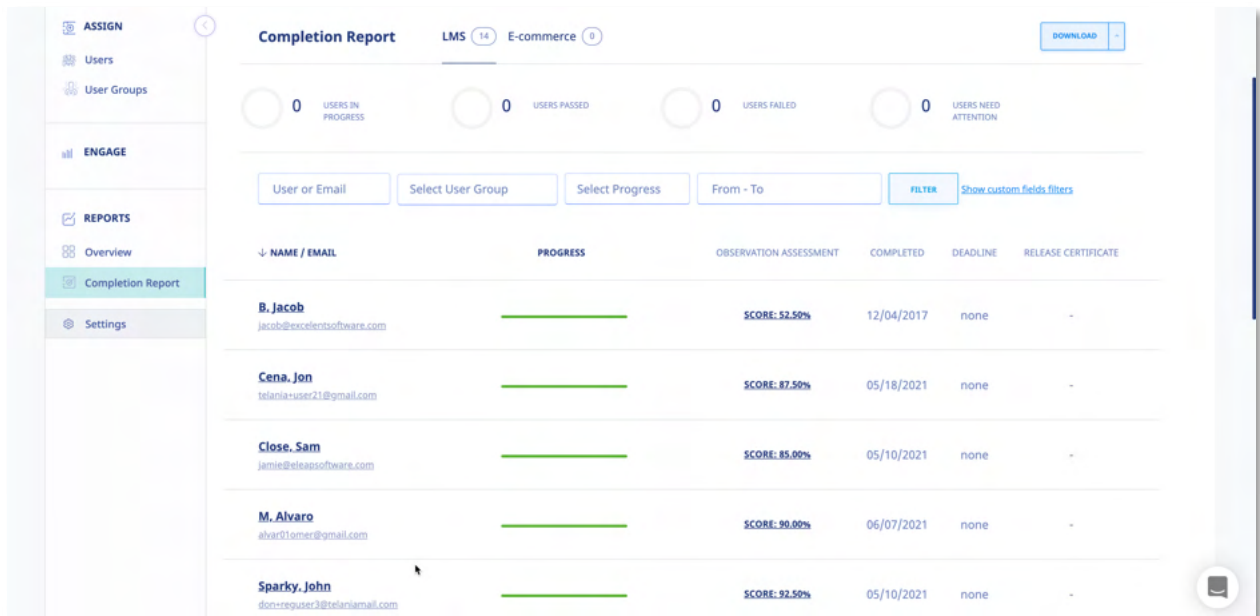 ASSIGN
Users
User Groups
ENGAGE
REPORTS
Overview
Completion Report
Settings
Completion Report LMS 14 E-commerce 0
DOWNLOAD
0 USERS IN PROGRESS
0 USERS PASSED
0 USERS FAILED
0 USERS NEED ATTENTION
User or Email Select User Group Select Progress From - To FILTER Show custom fields filters
↓ NAME / EMAIL PROGRESS OBSERVATION ASSESSMENT COMPLETED DEADLINE RELEASE CERTIFICATE
B, Jacob
jacob@excelentsoftware.com
SCORE: 52.50% 12/04/2017 none -
Cena, Jon
telania+user21@gmail.com
SCORE: 87.50% 05/18/2021 none -
Close, Sam
jamie@eleapsoftware.com
SCORE: 85.00% 05/10/2021 none -
M, Alvaro
alvar01omer@gmail.com
SCORE: 90.00% 06/07/2021 none -
Sparky, John
don+reguser3@telaniamail.com
SCORE: 92.50% 05/10/2021 none -